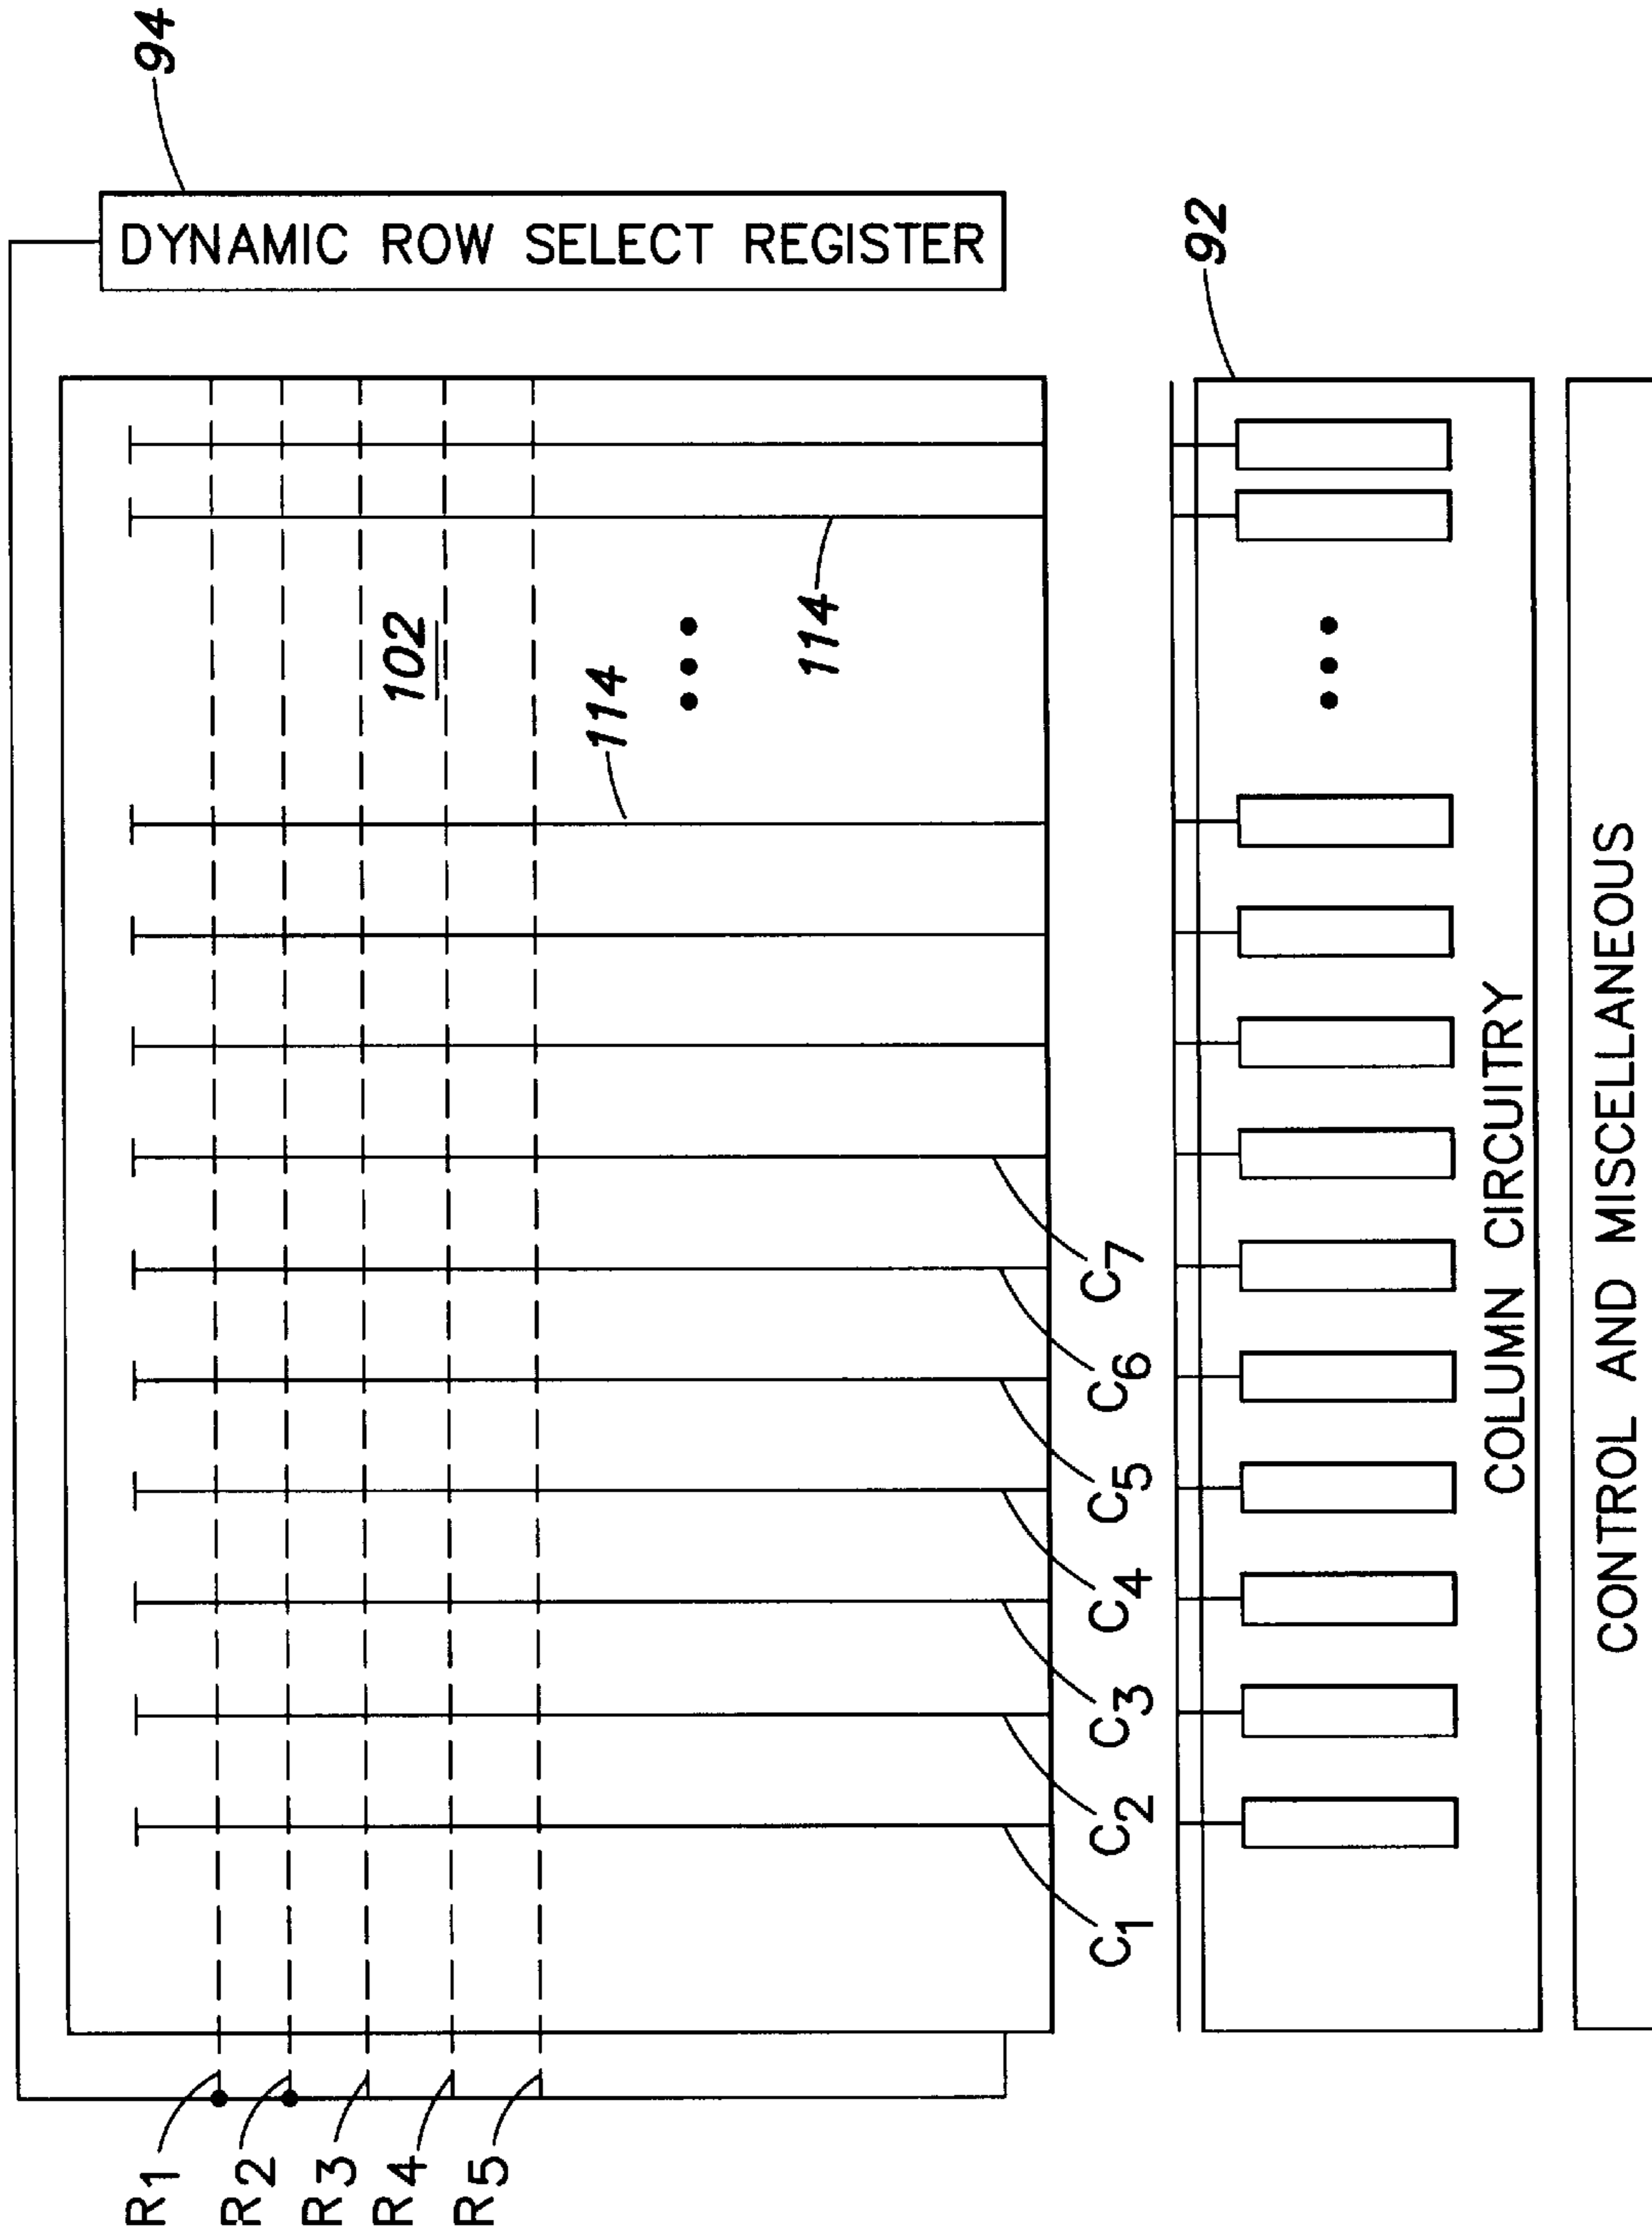 94
DYNAMIC ROW SELECT REGISTER
R1
R2
R3
R4
R5
102
114
114
C1
C2
C3
C4
C5
C6
C7
92
COLUMN CIRCUITRY
CONTROL AND MISCELLANEOUS